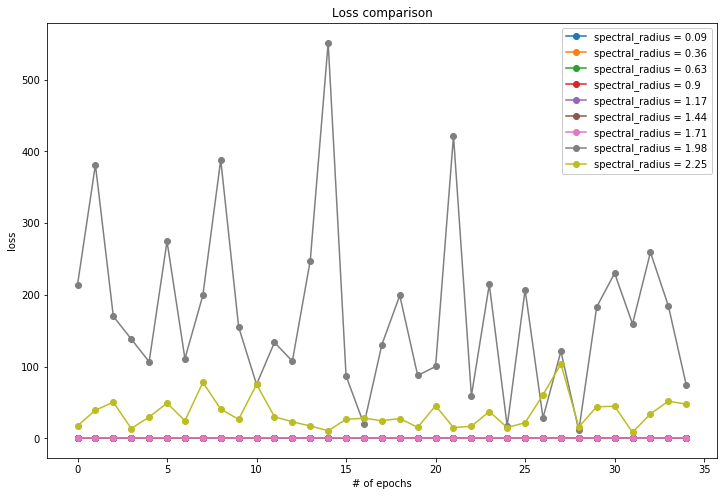 Loss comparison
spectral_radius = 0.09
spectral_radius = 0.36
spectral_radius = 0.63
spectral_radius = 0.9
spectral_radius = 1.17
spectral_radius = 1.44
spectral_radius = 1.71
spectral_radius = 1.98
spectral_radius = 2.25
500
400
300
200
100
0
loss
0 5 10 15 20 25 30 35
# of epochs